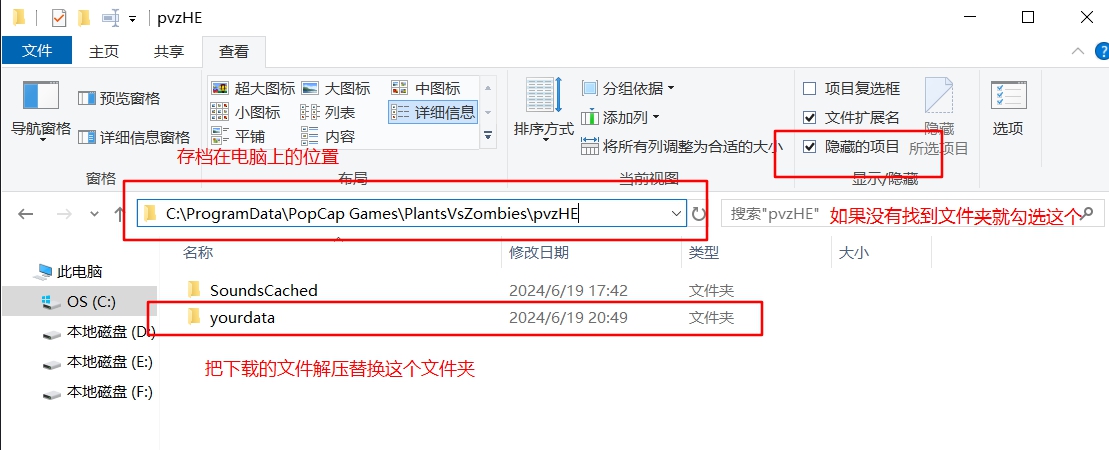 pvzHE
文件 主页 共享 查看
超大图标 大图标 中图标 分组依据 项目复选框
预览窗格 小图标 列表 详细信息 添加列 文件扩展名
导航窗格 详细信息窗格 平铺 内容 排序方式 将所有列调整为合适的大小 隐藏的项目 隐藏 所选项目 选项
存档在电脑上的位置
窗格 布局 当前视图 显示/隐藏
C:\ProgramData\PopCap Games\PlantsVsZombies\pvzHE 搜索"pvzHE" 如果没有找到文件夹就勾选这个
名称 修改日期 类型 大小
此电脑
OS (C:)
本地磁盘 (D:)
本地磁盘 (E:)
本地磁盘 (F:)
SoundsCached 2024/6/19 17:42 文件夹
yourdata 2024/6/19 20:49 文件夹
把下载的文件解压替换这个文件夹